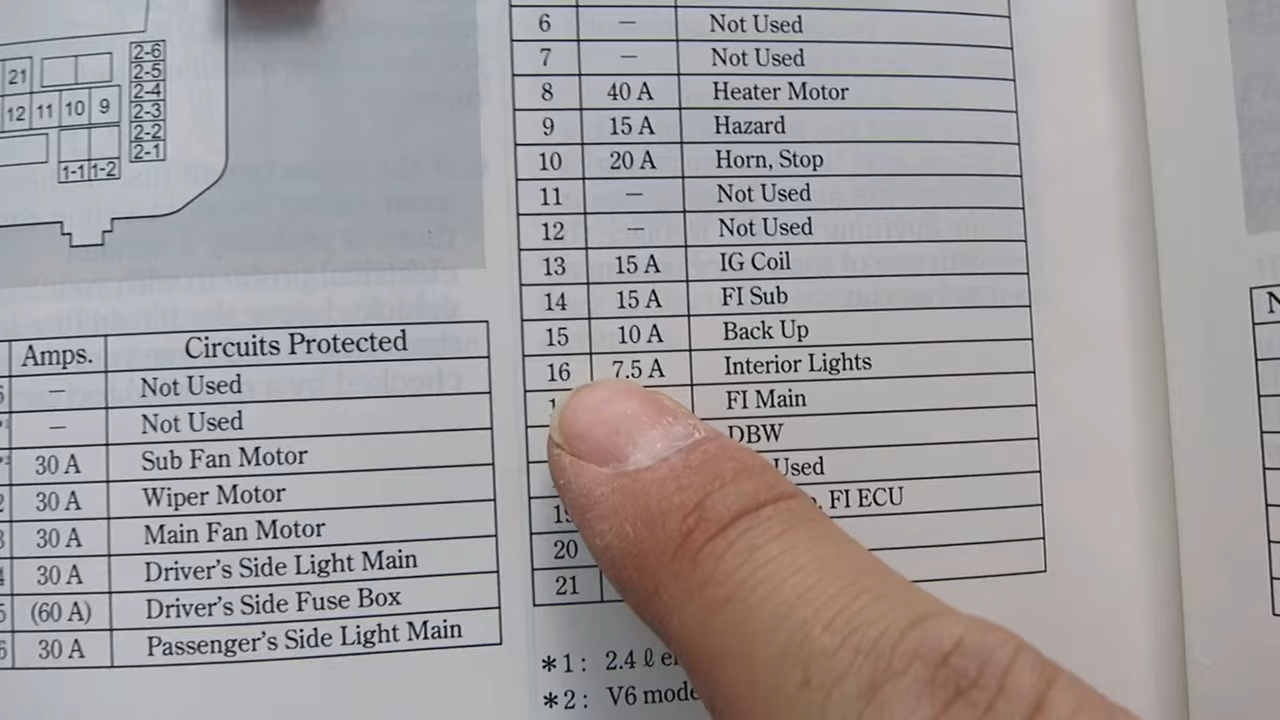 2-6
21
2-5
2-4
12 11 10 9
2-3
2-2
2-1
1-1 1-2
Amps. Circuits Protected
Not Used
— Not Used
30 A Sub Fan Motor
30 A Wiper Motor
30 A Main Fan Motor
30 A Driver's Side Light Main
(60 A) Driver's Side Fuse Box
30 A Passenger's Side Light Main
6 — Not Used
7 — Not Used
8 40 A Heater Motor
9 15 A Hazard
10 20 A Horn, Stop
11 — Not Used
12 — Not Used
13 15 A IG Coil
14 15 A FI Sub
15 10 A Back Up
16 7.5 A Interior Lights
FI Main
DBW
Used
FI ECU
20
21
*1: 2.4 ℓ
*2: V6